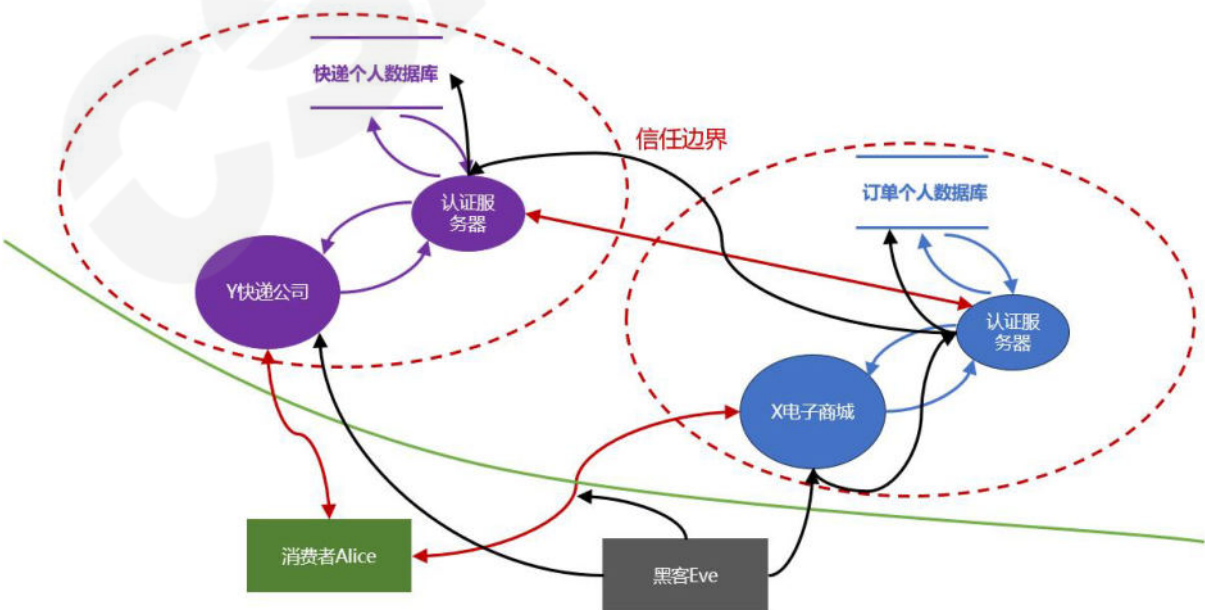 快递个人数据库
信任边界
订单个人数据库
认证服
务器
Y快递公司
认证服
务器
X电子商城
消费者Alice
黑客Eve